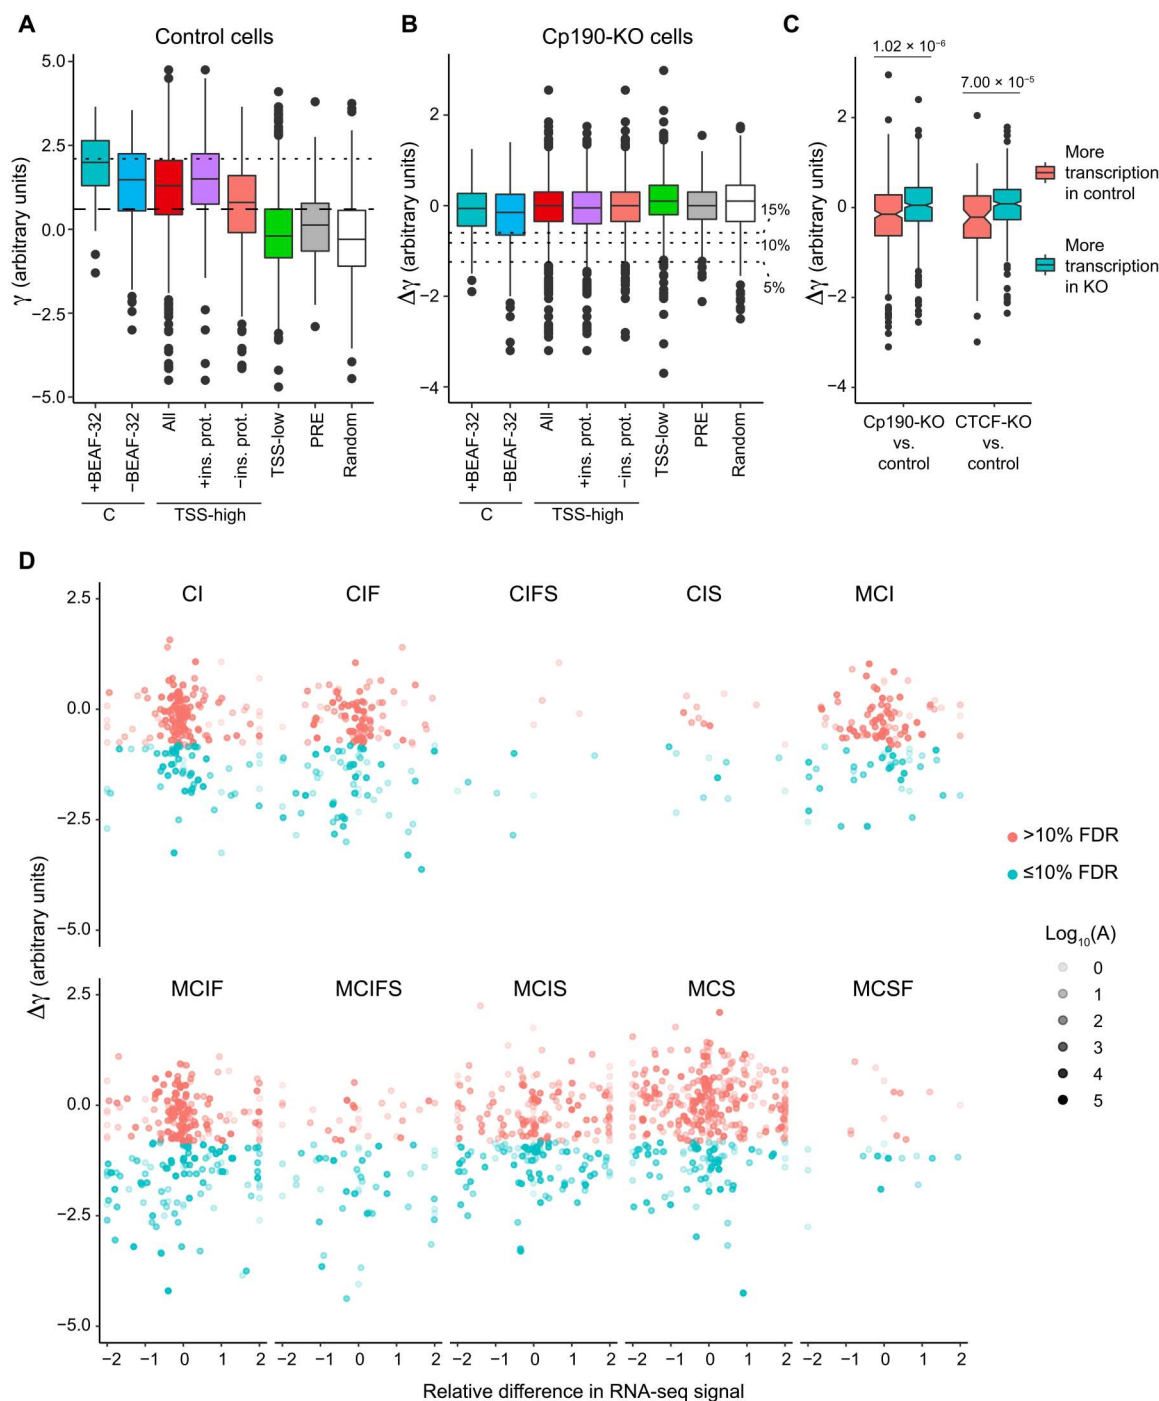 A
Control cells
5.0
2.5
0.0
−2.5
−5.0
γ (arbitrary units)
+BEAF-32
−BEAF-32
All
+ins. prot.
−ins. prot.
TSS-low
PRE
Random
C
TSS-high
B
Cp190-KO cells
2
0
−2
−4
Δγ (arbitrary units)
15%
10%
5%
+BEAF-32
−BEAF-32
All
+ins. prot.
−ins. prot.
TSS-low
PRE
Random
C
TSS-high
C
1.02 × 10⁻⁶
7.00 × 10⁻⁵
2
0
−2
−4
Δγ (arbitrary units)
Cp190-KO
vs.
control
CTCF-KO
vs.
control
More
transcription
in control
More
transcription
in KO
D
CI
CIF
CIFS
CIS
MCI
2.5
0.0
−2.5
−5.0
Δγ (arbitrary units)
>10% FDR
≤10% FDR
Log₁₀(A)
0
1
2
3
4
5
MCIF
MCIFS
MCIS
MCS
MCSF
2.5
0.0
−2.5
−5.0
−2 −1 0 1 2 −2 −1 0 1 2 −2 −1 0 1 2 −2 −1 0 1 2 −2 −1 0 1 2
Relative difference in RNA-seq signal